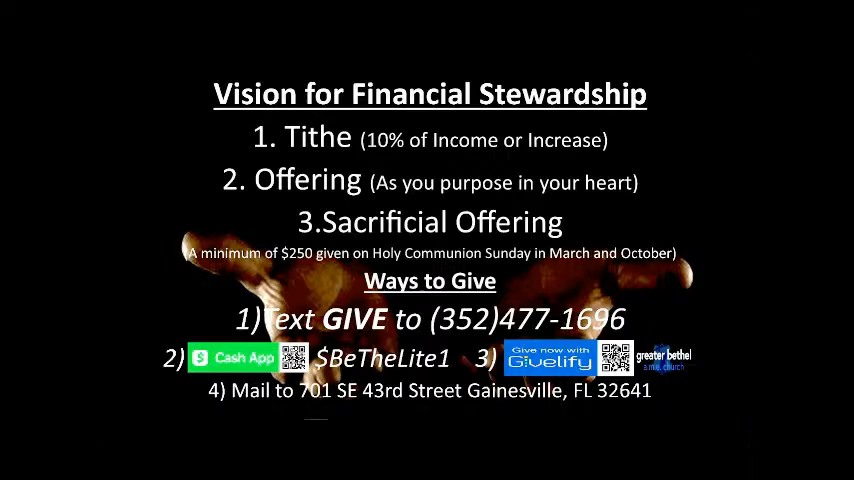 Vision for Financial Stewardship
1. Tithe (10% of Income or Increase)
2. Offering (As you purpose in your heart)
3.Sacrificial Offering
(A minimum of $250 given on Holy Communion Sunday in March and October)
Ways to Give
1)Text GIVE to (352)477-1696
2) $ Cash App $BeTheLite1 3) Give now with Givelify greater bethel a.m.e. church
4) Mail to 701 SE 43rd Street Gainesville, FL 32641